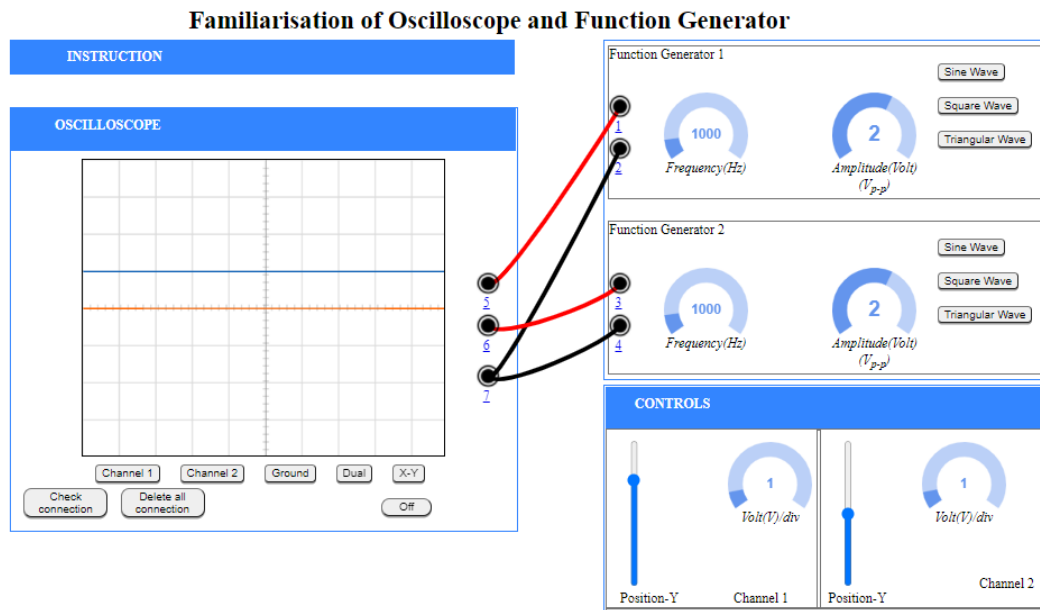 Familiarisation of Oscilloscope and Function Generator
INSTRUCTION
OSCILLOSCOPE
Channel 1
Channel 2
Ground
Dual
X-Y
Check
connection
Delete all
connection
Off
5
6
7
Function Generator 1
1
2
1000
Frequency(Hz)
2
Amplitude(Volt)
(Vp-p)
Sine Wave
Square Wave
Triangular Wave
Function Generator 2
3
4
1000
Frequency(Hz)
2
Amplitude(Volt)
(Vp-p)
Sine Wave
Square Wave
Triangular Wave
CONTROLS
1
Volt(V)/div
Position-Y
Channel 1
1
Volt(V)/div
Position-Y
Channel 2